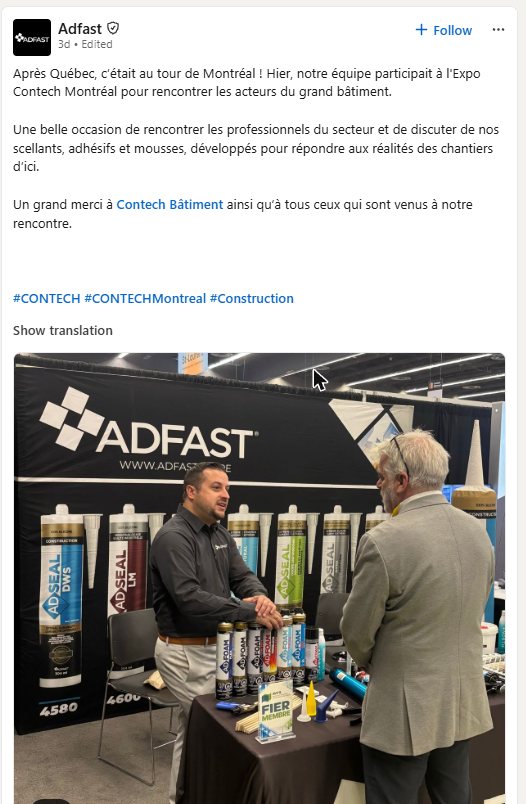 Adfast
3d • Edited
+ Follow
Après Québec, c'était au tour de Montréal ! Hier, notre équipe participait à l'Expo
Contech Montréal pour rencontrer les acteurs du grand bâtiment.
Une belle occasion de rencontrer les professionnels du secteur et de discuter de nos
scellants, adhésifs et mousses, développés pour répondre aux réalités des chantiers
d'ici.
Un grand merci à Contech Bâtiment ainsi qu'à tous ceux qui sont venus à notre
rencontre.
#CONTECH #CONTECHMontreal #Construction
Show translation
ADFAST®
WWW.ADFAST
ADSEAL DWS
ADSEAL LM
ADSEAL
4580
4600
ADFOAM
ADFOAM
ADFOAM
FIER
MEMBRE